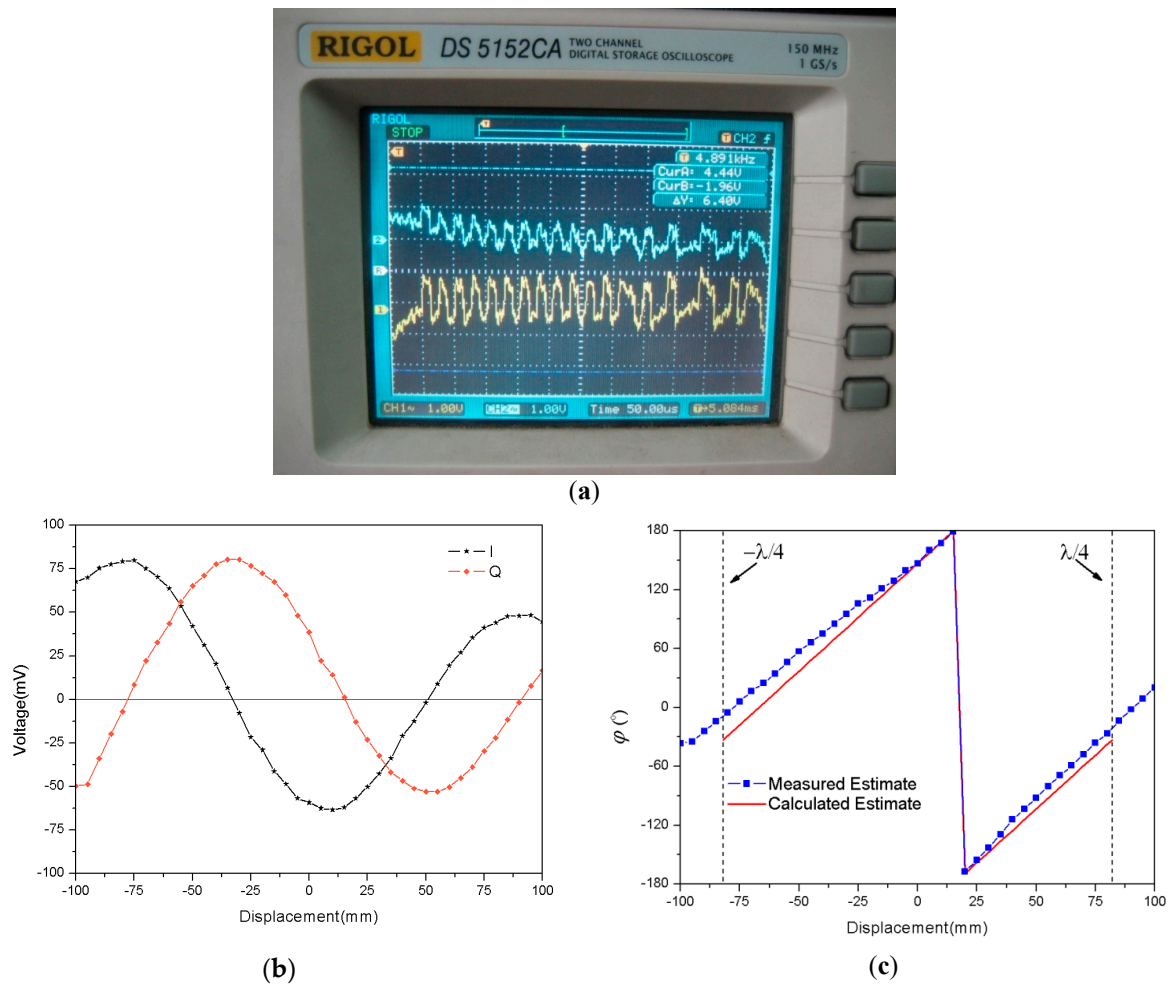 RIGOL DS 5152CA TWO CHANNEL DIGITAL STORAGE OSCILLOSCOPE
150 MHz
1 GS/s
RIGOL
STOP
T
CH2
T 4.891kHz
CurA= 4.44V
CurB=-1.96V
ΔY= 6.40V
T
2
1
CH1~ 1.00V CH2~ 1.00V Time 50.00us T→5.084ms
(a)
100
75
50
25
0
-25
-50
-75
-100
Voltage(mV)
I
Q
-100 -75 -50 -25 0 25 50 75 100
Displacement(mm)
(b)
180
120
60
0
-60
-120
-180
φ (°)
-λ/4
λ/4
Measured Estimate
Calculated Estimate
-100 -75 -50 -25 0 25 50 75 100
Displacement(mm)
(c)